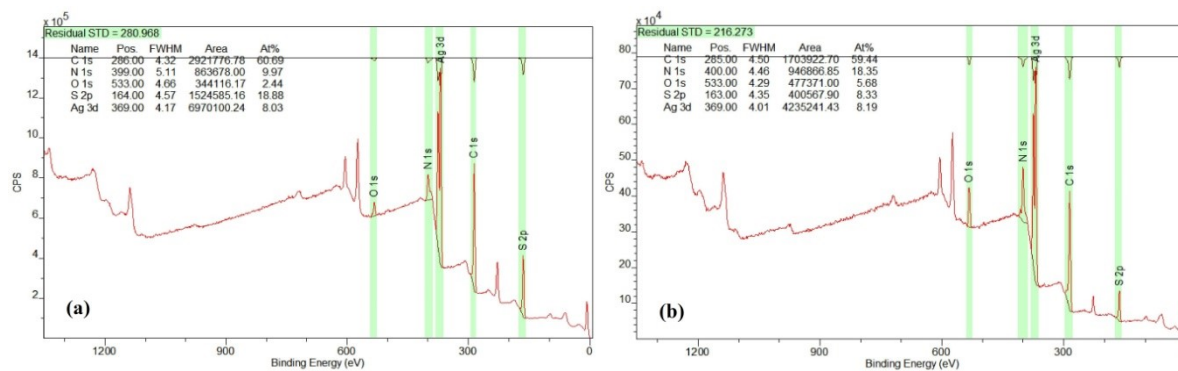 x 10⁵
Residual STD = 280.968
Name Pos. FWHM Area At%
C 1s 286.00 4.32 2921776.78 60.69
N 1s 399.00 5.11 863678.00 9.97
O 1s 533.00 4.66 344116.17 2.44
S 2p 164.00 4.57 1524585.16 18.88
Ag 3d 369.00 4.17 6970100.24 8.03
14
12
10
8
6
4
2
CPS
O 1s
N 1s
Ag 3d
C 1s
S 2p
(a)
1200 900 600 300 0
Binding Energy (eV)
x 10⁴
Residual STD = 216.273
Name Pos. FWHM Area At%
C 1s 285.00 4.50 1703922.70 59.44
N 1s 400.00 4.46 946866.85 18.35
O 1s 533.00 4.29 477371.00 5.68
S 2p 163.00 4.35 400567.90 8.33
Ag 3d 369.00 4.01 4235241.43 8.19
80
70
60
50
40
30
20
10
CPS
O 1s
N 1s
Ag 3d
C 1s
S 2p
(b)
1200 900 600 300
Binding Energy (eV)